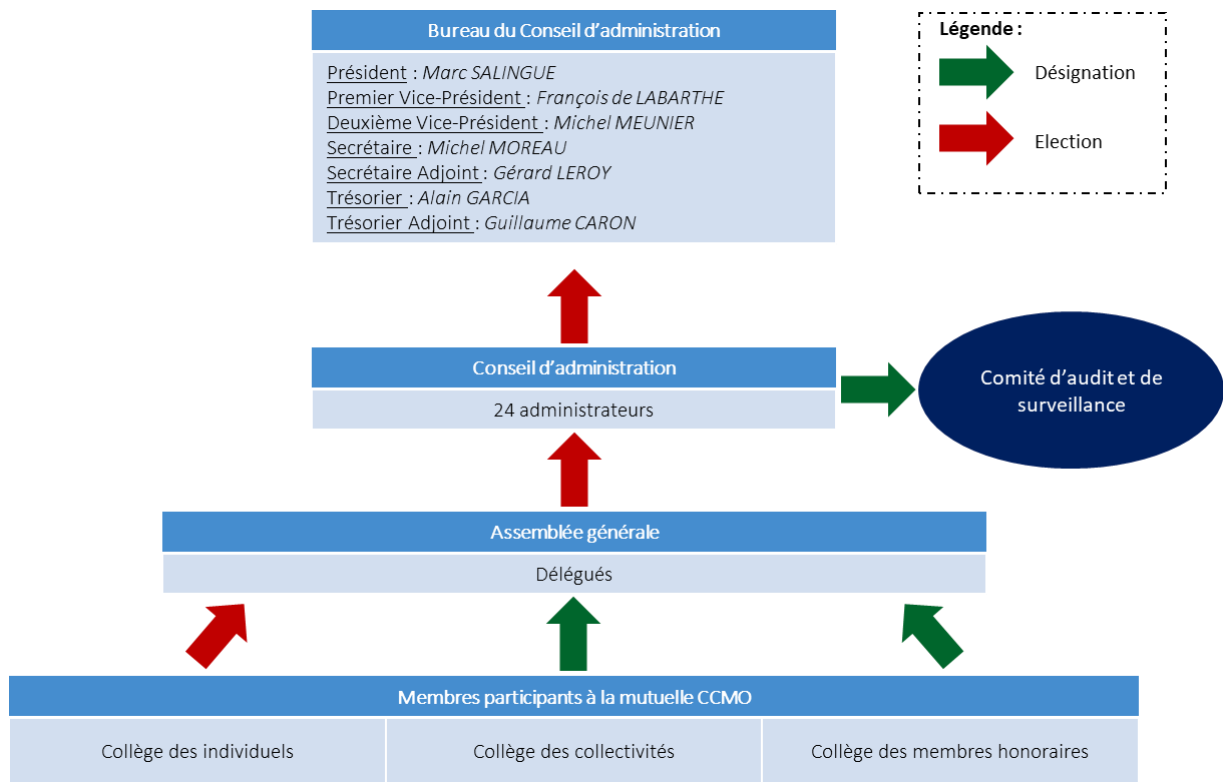 Bureau du Conseil d'administration
Président : Marc SALINGUE
Premier Vice-Président : François de LABARTHE
Deuxième Vice-Président : Michel MEUNIER
Secrétaire : Michel MOREAU
Secrétaire Adjoint : Gérard LEROY
Trésorier : Alain GARCIA
Trésorier Adjoint : Guillaume CARON
Légende :
Désignation
Election
Conseil d'administration
24 administrateurs
Comité d'audit et de
surveillance
Assemblée générale
Délégués
Membres participants à la mutuelle CCMO
Collège des individuels
Collège des collectivités
Collège des membres honoraires